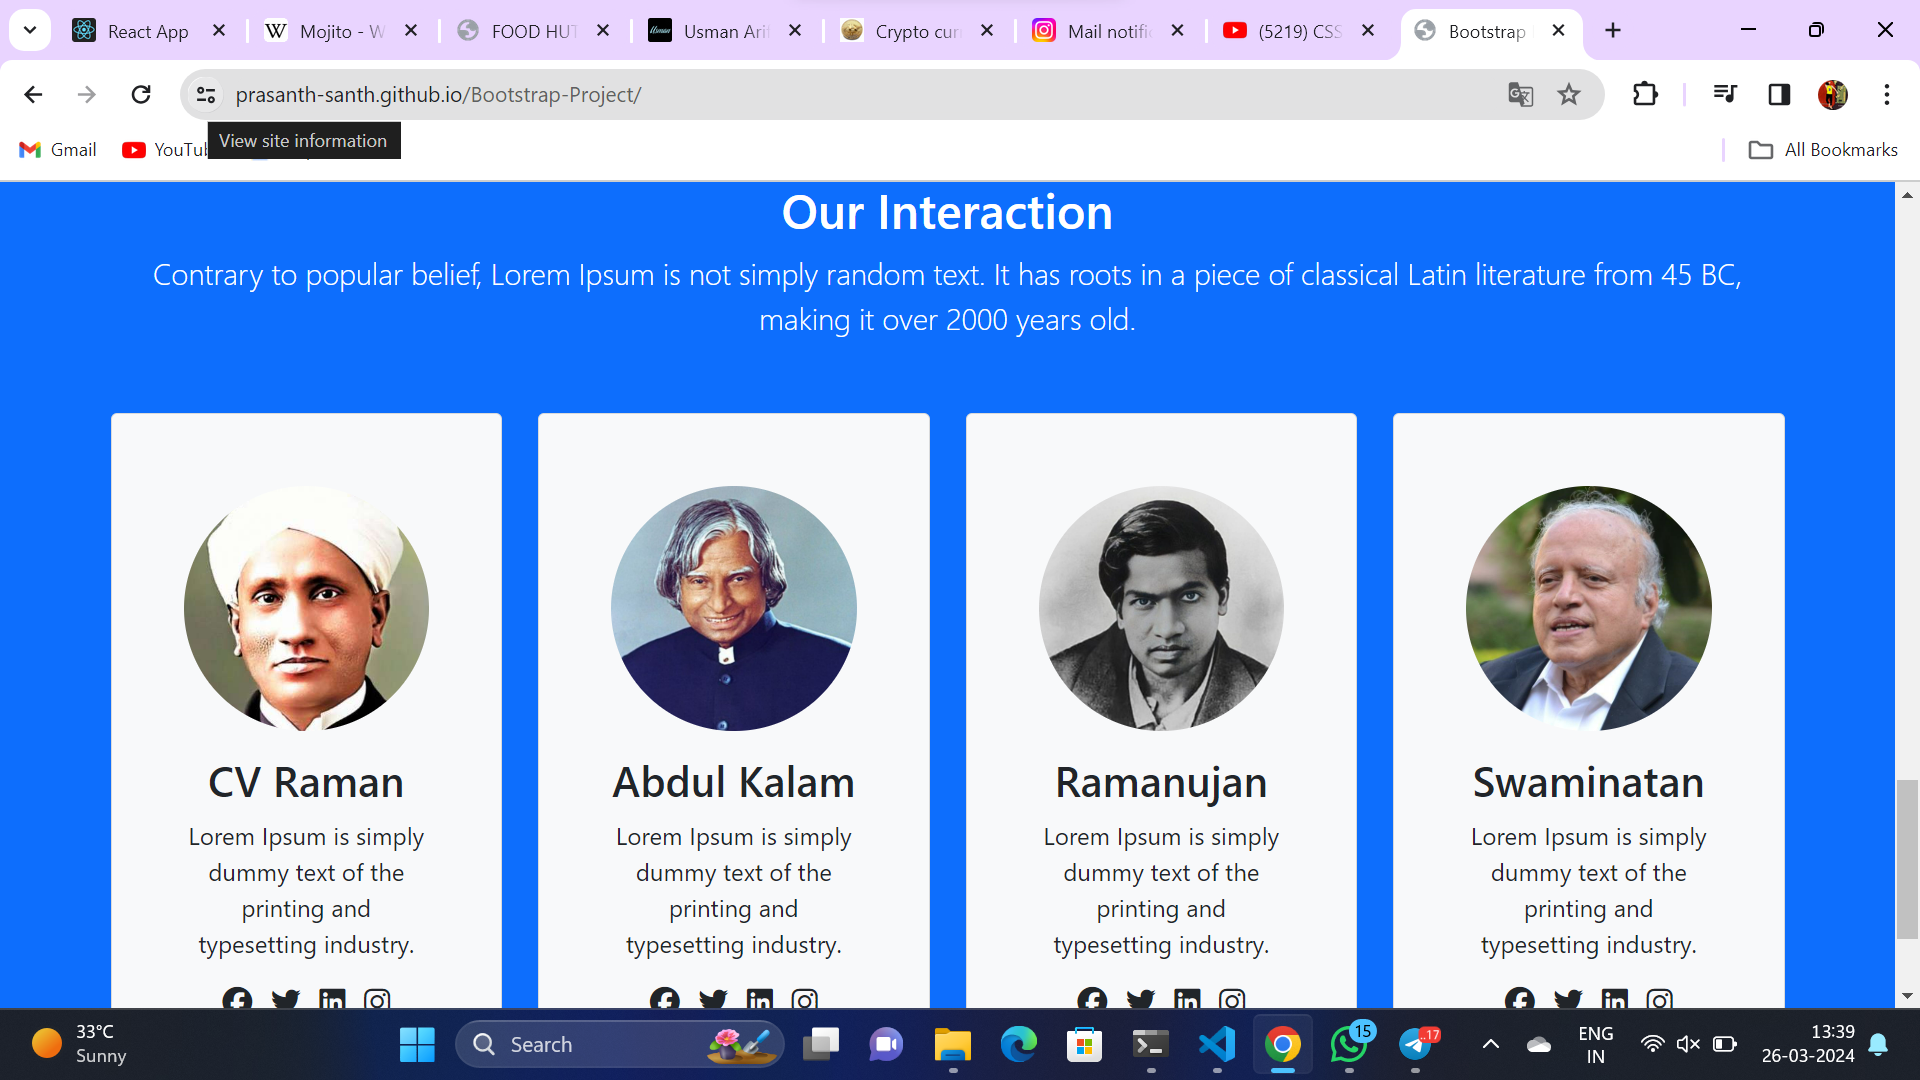 React App
Mojito - W
FOOD HUT
Usman Ari
Crypto cur
Mail notifi
(5219) CSS
Bootstrap
prasanth-santh.github.io/Bootstrap-Project/
View site information
Gmail
YouTub
All Bookmarks
Our Interaction
Contrary to popular belief, Lorem Ipsum is not simply random text. It has roots in a piece of classical Latin literature from 45 BC,
making it over 2000 years old.
CV Raman
Lorem Ipsum is simply
dummy text of the
printing and
typesetting industry.
Abdul Kalam
Lorem Ipsum is simply
dummy text of the
printing and
typesetting industry.
Ramanujan
Lorem Ipsum is simply
dummy text of the
printing and
typesetting industry.
Swaminatan
Lorem Ipsum is simply
dummy text of the
printing and
typesetting industry.
33°C
Sunny
Search
15
..17
ENG
IN
13:39
26-03-2024